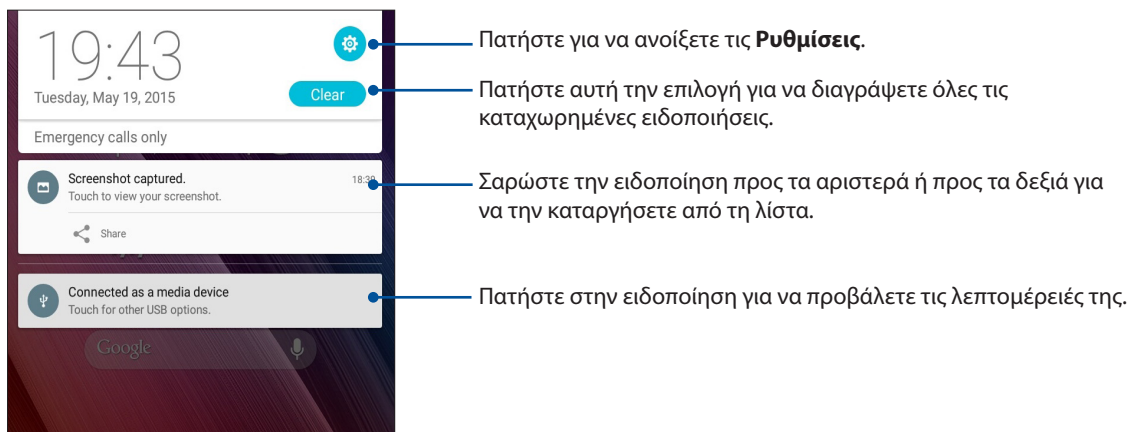 19:43
Tuesday, May 19, 2015
Clear
Emergency calls only
Screenshot captured.
18:39
Touch to view your screenshot.
Share
Connected as a media device
Touch for other USB options.
Google
Πατήστε για να ανοίξετε τις Ρυθμίσεις.
Πατήστε αυτή την επιλογή για να διαγράψετε όλες τις
καταχωρημένες ειδοποιήσεις.
Σαρώστε την ειδοποίηση προς τα αριστερά ή προς τα δεξιά για
να την καταργήσετε από τη λίστα.
Πατήστε στην ειδοποίηση για να προβάλετε τις λεπτομέρειές της.